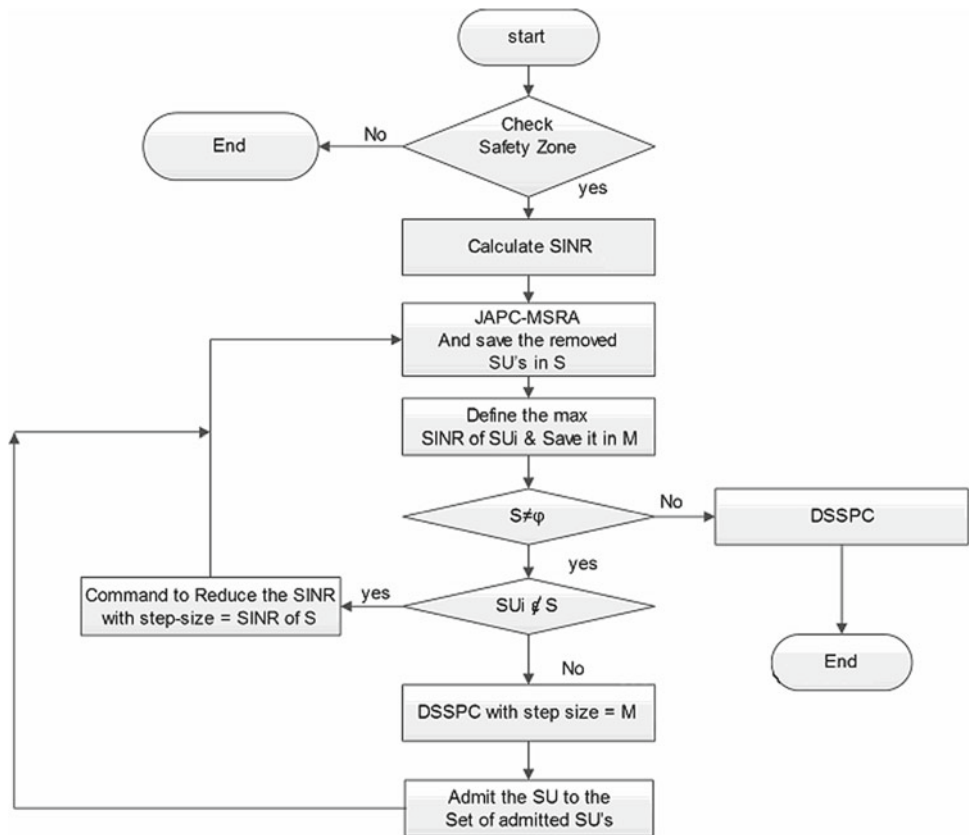 start
Check
Safety Zone
No
End
yes
Calculate SINR
JAPC-MSRA
And save the removed
SU's in S
Define the max
SINR of SUi & Save it in M
S≠φ
No
DSSPC
yes
SUi ∉ S
yes
Command to Reduce the SINR
with step-size = SINR of S
End
No
DSSPC with step size = M
Admit the SU to the
Set of admitted SU's